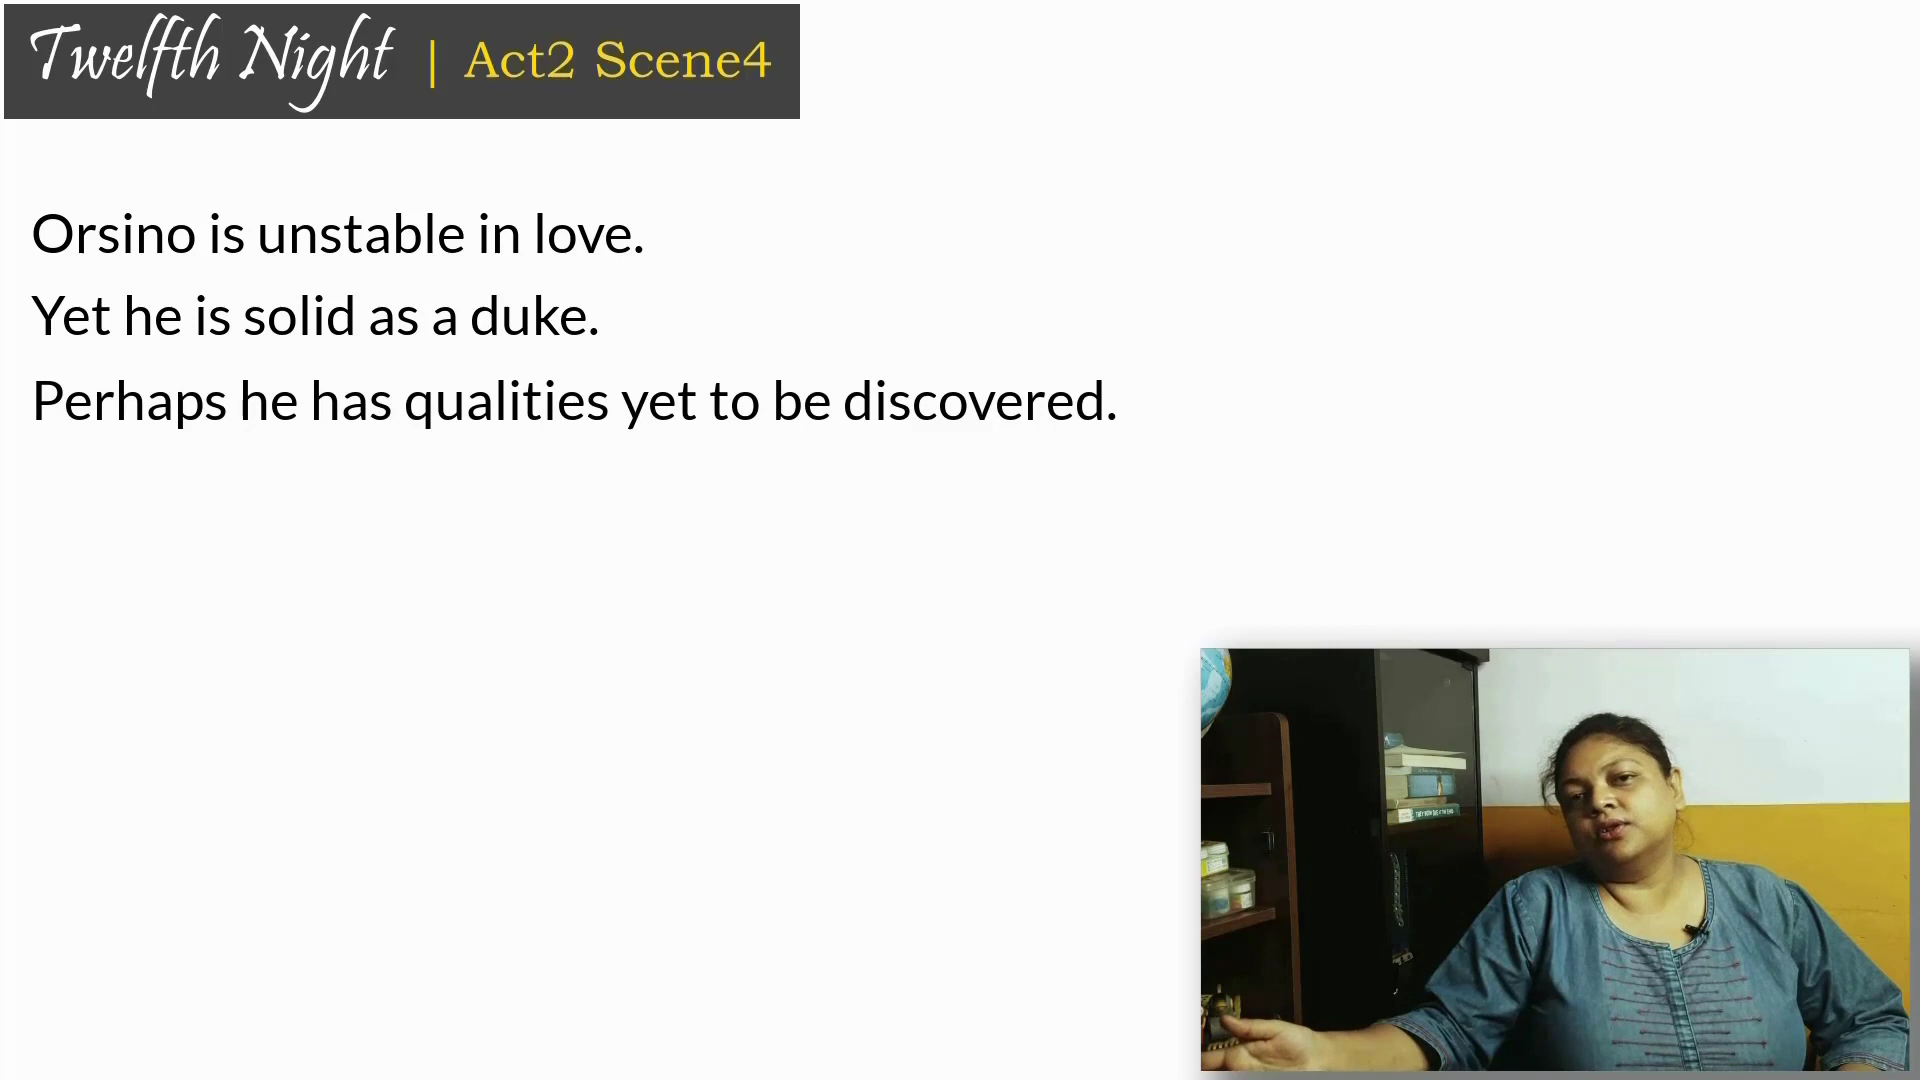 Twelfth Night | Act2 Scene4
Orsino is unstable in love.
Yet he is solid as a duke.
Perhaps he has qualities yet to be discovered.